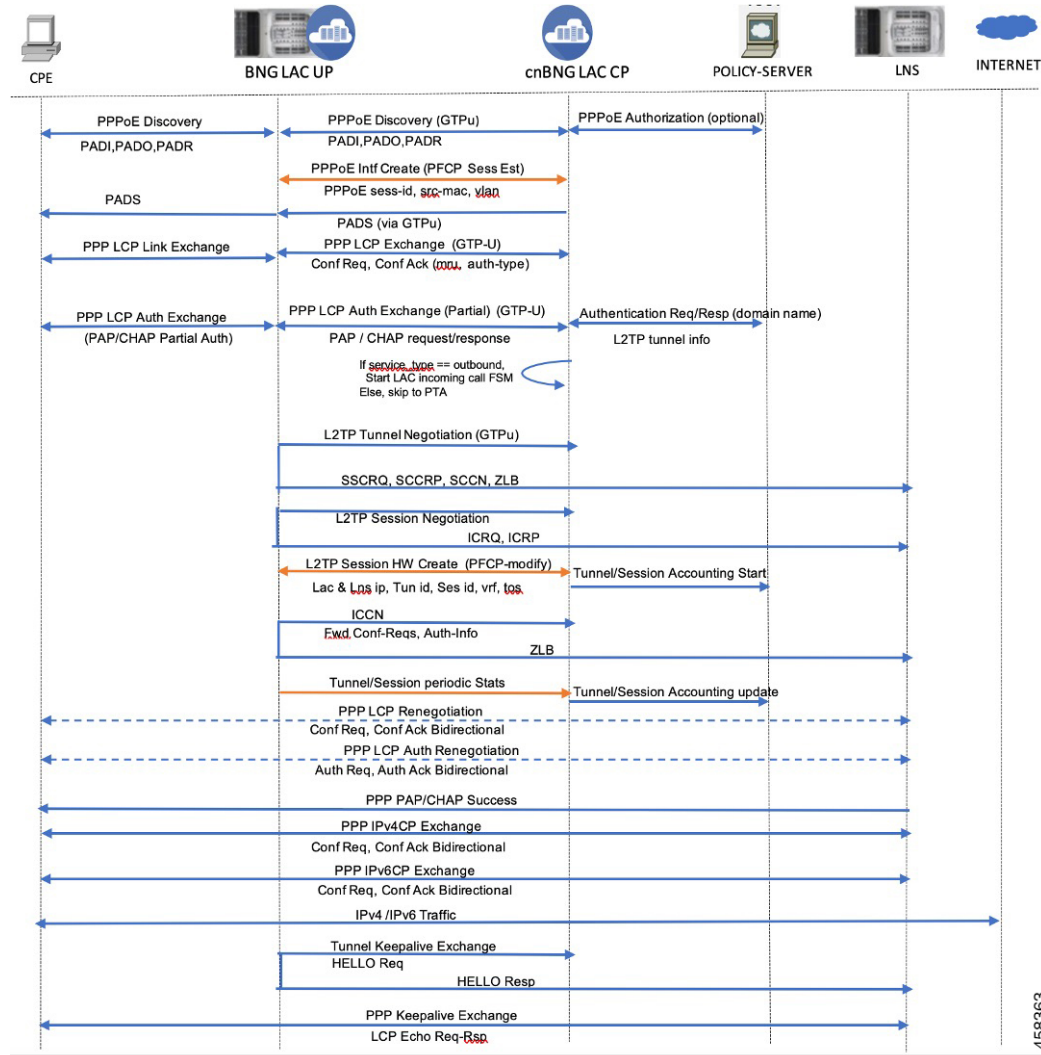 CPE
BNG LAC UP
cnBNG LAC CP
POLICY-SERVER
LNS
INTERNET
PPPoE Discovery
PADI,PADO,PADR
PPPoE Discovery (GTPu)
PADI,PADO,PADR
PPPoE Authorization (optional)
PPPoE Intf Create (PFCP Sess Est)
PPPoE sess-id, src-mac, vlan
PADS
PADS (via GTPu)
PPP LCP Link Exchange
PPP LCP Exchange (GTP-U)
Conf Req, Conf Ack (mru, auth-type)
PPP LCP Auth Exchange
(PAP/CHAP Partial Auth)
PPP LCP Auth Exchange (Partial) (GTP-U)
PAP / CHAP request/response
Authentication Req/Resp (domain name)
L2TP tunnel info
If service_type == outbound,
Start LAC incoming call FSM
Else, skip to PTA
L2TP Tunnel Negotiation (GTPu)
SSCRQ, SCCRP, SCCN, ZLB
L2TP Session Negotiation
ICRQ, ICRP
L2TP Session HW Create (PFCP-modify)
Lac & Lns ip, Tun id, Ses id, vrf, tos
Tunnel/Session Accounting Start
ICCN
Fwd Conf-Reqs, Auth-Info
ZLB
Tunnel/Session periodic Stats
Tunnel/Session Accounting update
PPP LCP Renegotiation
Conf Req, Conf Ack Bidirectional
PPP LCP Auth Renegotiation
Auth Req, Auth Ack Bidirectional
PPP PAP/CHAP Success
PPP IPv4CP Exchange
Conf Req, Conf Ack Bidirectional
PPP IPv6CP Exchange
Conf Req, Conf Ack Bidirectional
IPv4 /IPv6 Traffic
Tunnel Keepalive Exchange
HELLO Req
HELLO Resp
PPP Keepalive Exchange
LCP Echo Req-Rsp
458363